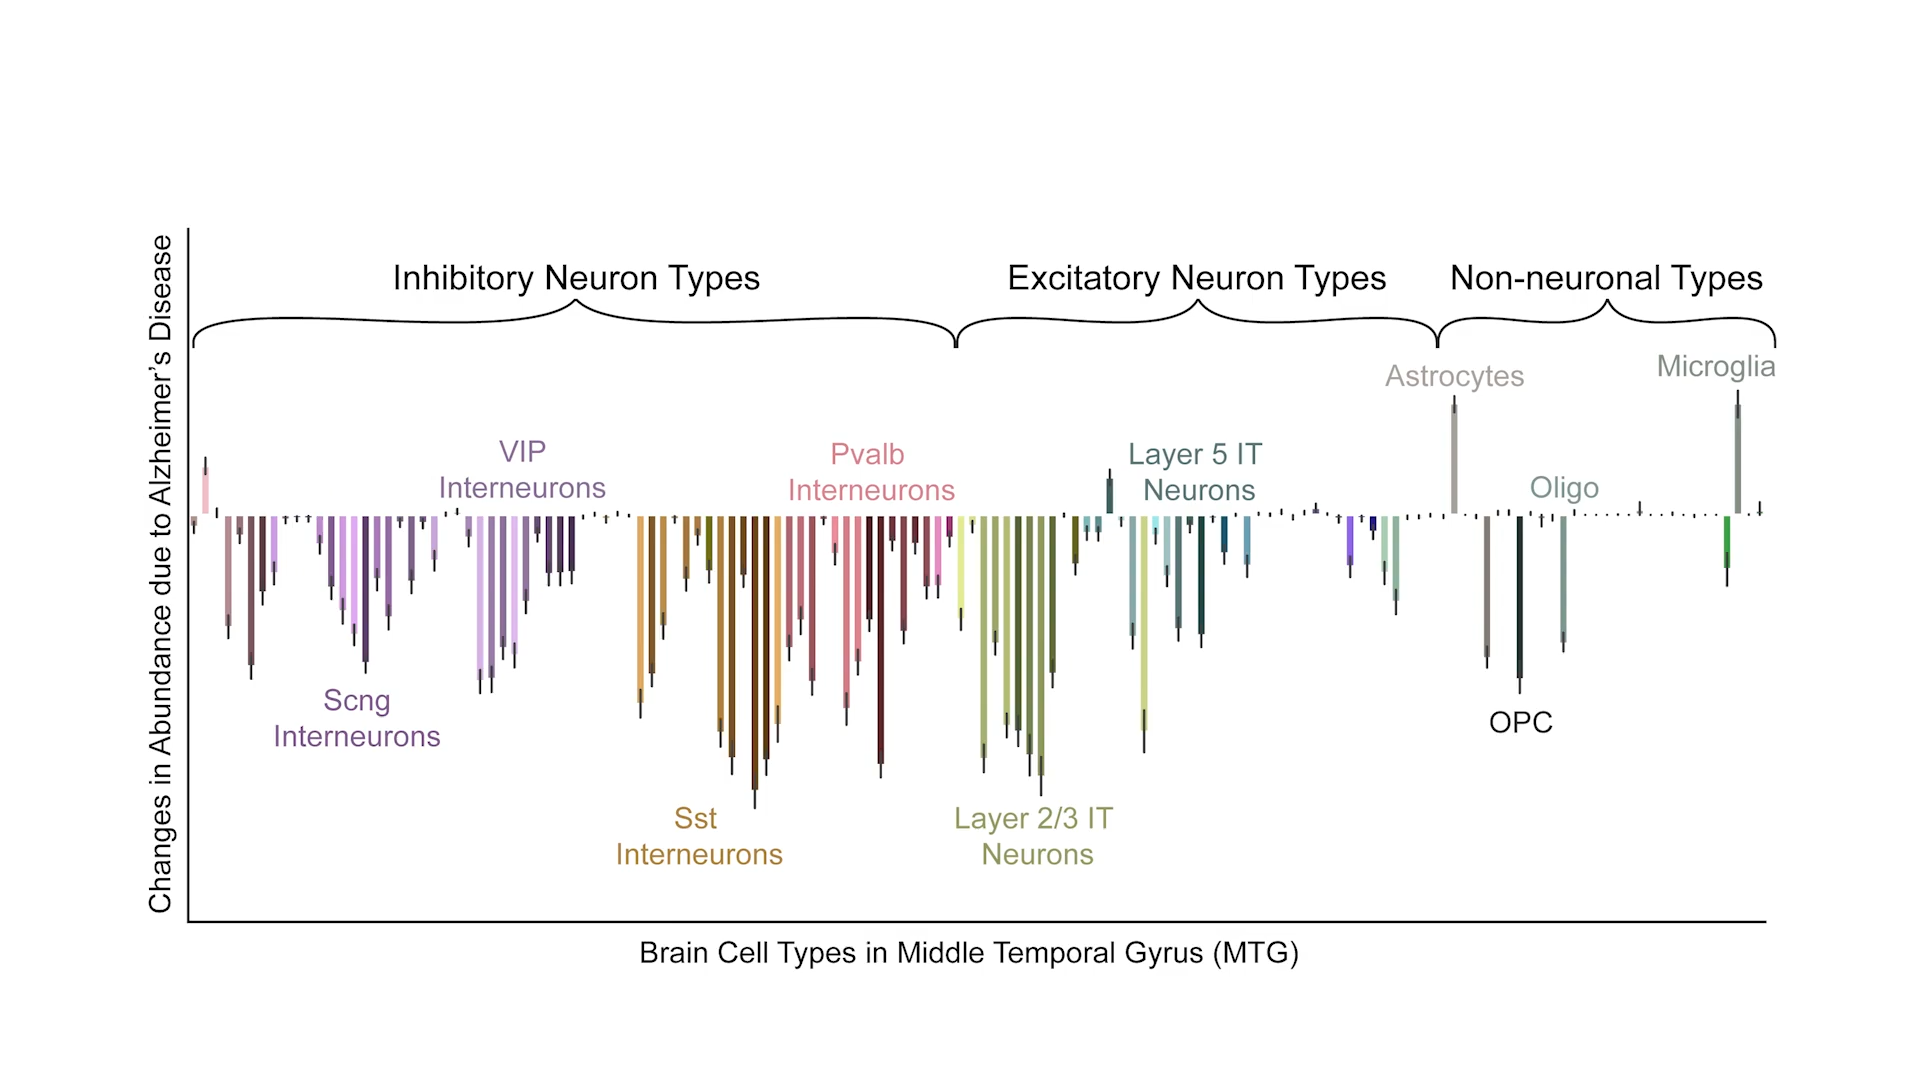 Changes in Abundance due to Alzheimer's Disease
Inhibitory Neuron Types
Excitatory Neuron Types
Non-neuronal Types
Astrocytes
Microglia
VIP
Interneurons
Pvalb
Interneurons
Layer 5 IT
Neurons
Oligo
Scng
Interneurons
OPC
Sst
Interneurons
Layer 2/3 IT
Neurons
Brain Cell Types in Middle Temporal Gyrus (MTG)